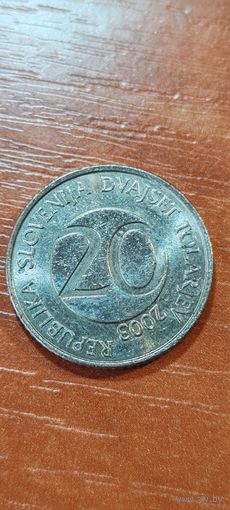 REPUBLIKA SLOVENIJA DVAJSET TOLARJEV 2003
20